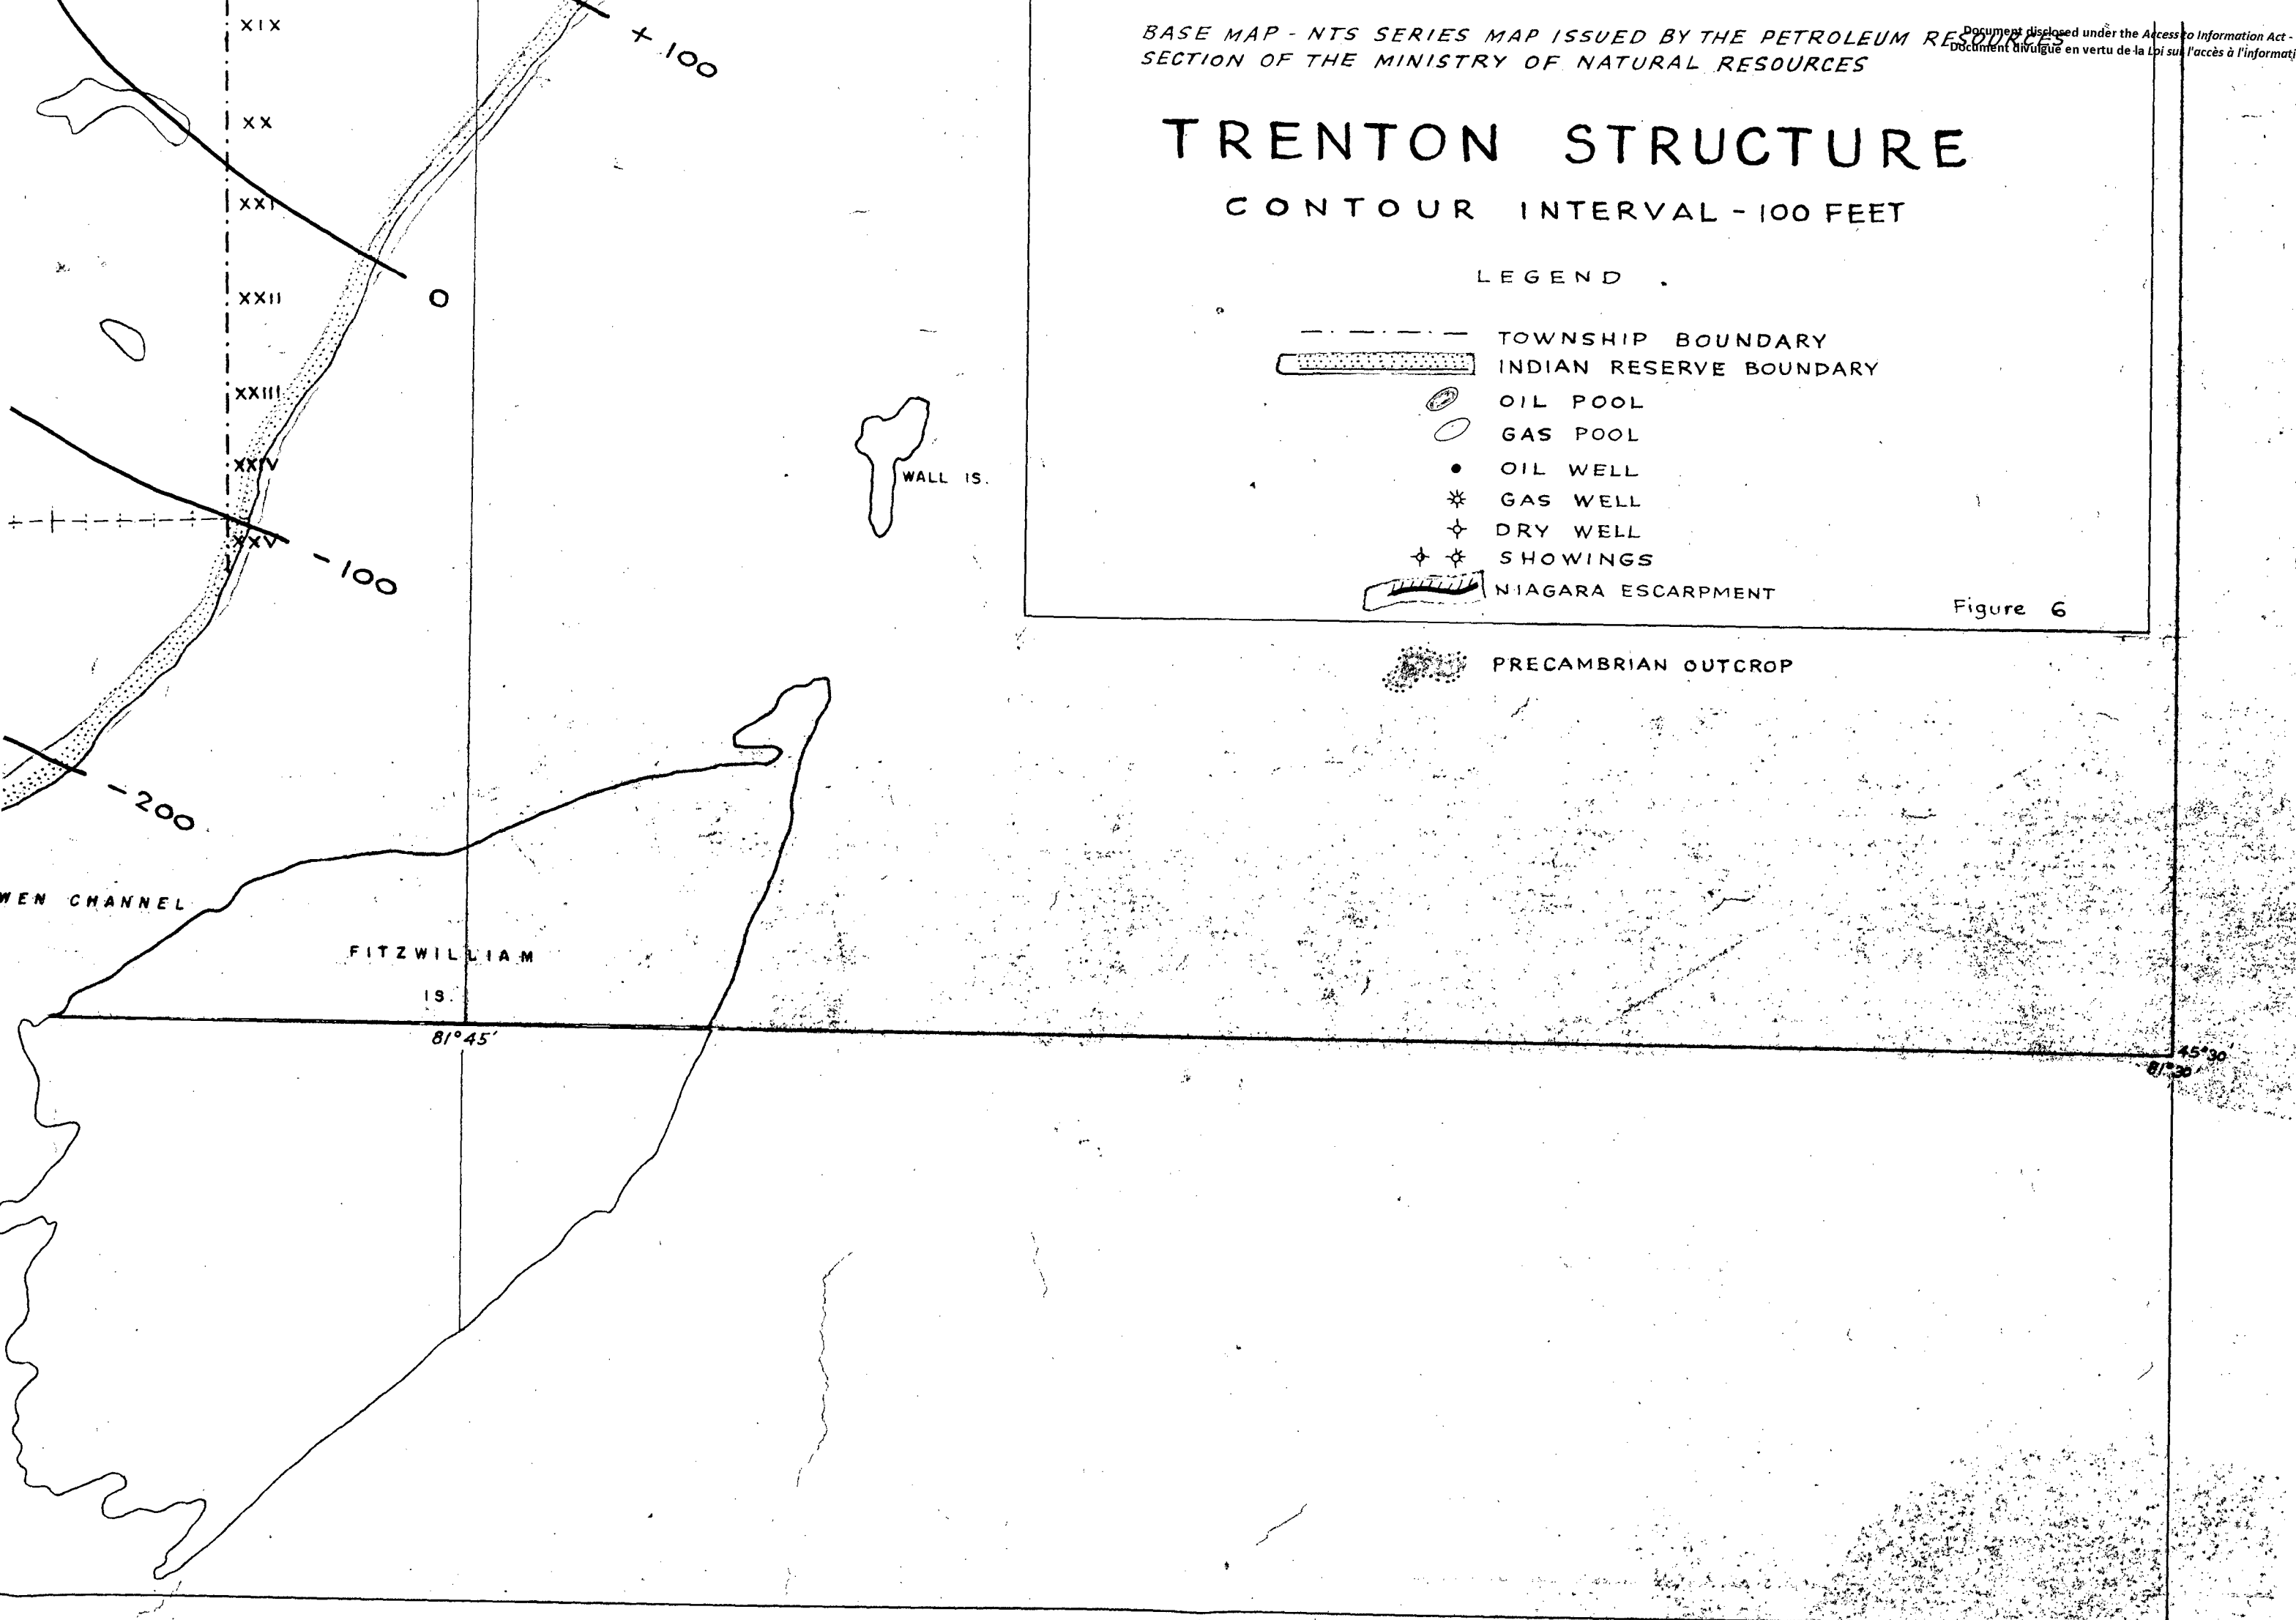 BASE MAP - NTS SERIES MAP ISSUED BY THE PETROLEUM RESOURCES
SECTION OF THE MINISTRY OF NATURAL RESOURCES
Document disclosed under the Access to Information Act -
Document divulgué en vertu de la Loi sur l'accès à l'informati
TRENTON STRUCTURE
CONTOUR INTERVAL - 100 FEET
LEGEND
TOWNSHIP BOUNDARY
INDIAN RESERVE BOUNDARY
OIL POOL
GAS POOL
OIL WELL
GAS WELL
DRY WELL
SHOWINGS
NIAGARA ESCARPMENT
Figure 6
PRECAMBRIAN OUTCROP
XIX
+100
XX
XXI
XXII
0
XXIII
XXIV
WALL IS.
XXV
-100
-200
WEN CHANNEL
FITZWILLIAM
IS.
81°45'
45°30'
81°30'